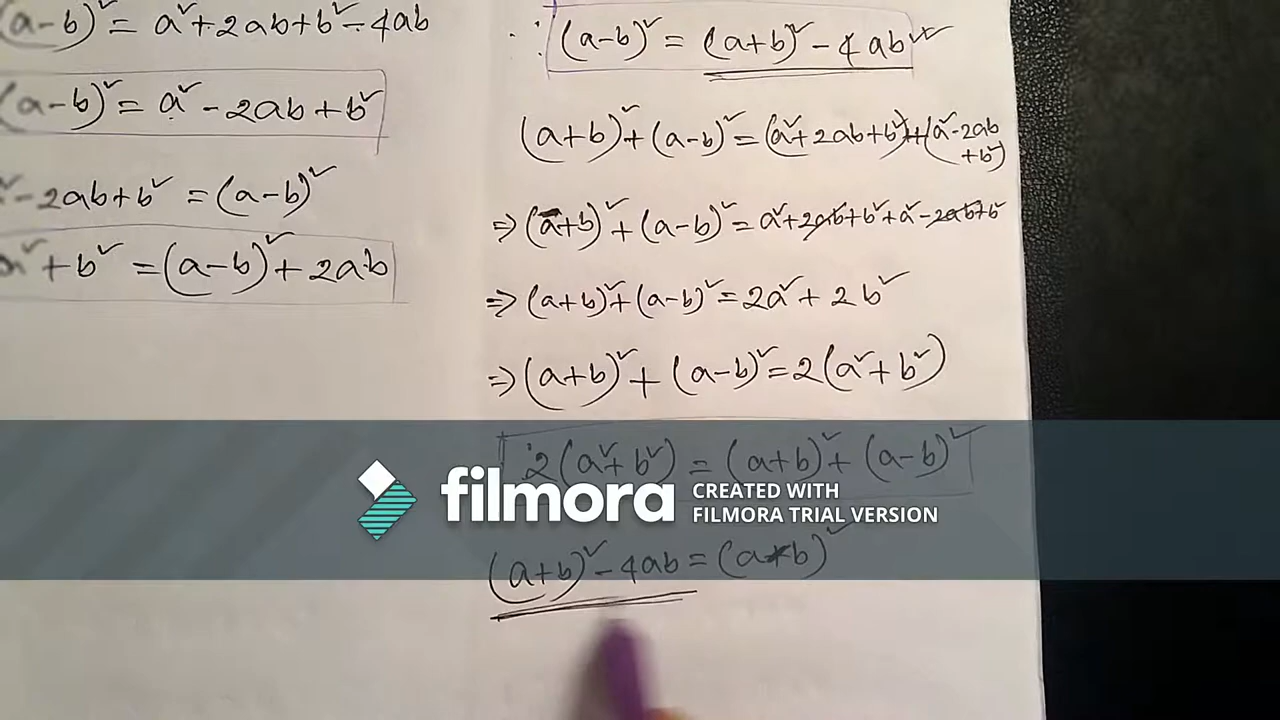 (a-b)² = a²+2ab+b²-4ab
(a-b)² = a²-2ab+b²
²-2ab+b² = (a-b)²
a²+b² = (a-b)²+2ab
∴ (a-b)² = (a+b)²-4ab
(a+b)²+(a-b)² = (a²+2ab+b²)+(a²-2ab
+b²)
⇒ (a+b)²+(a-b)² = a²+2ab+b²+a²-2ab+b²
⇒ (a+b)²+(a-b)² = 2a²+2b²
⇒ (a+b)²+(a-b)² = 2(a²+b²)
∴ 2(a²+b²) = (a+b)²+(a-b)²
filmora CREATED WITH
FILMORA TRIAL VERSION
(a+b)²-4ab = (a-b)²